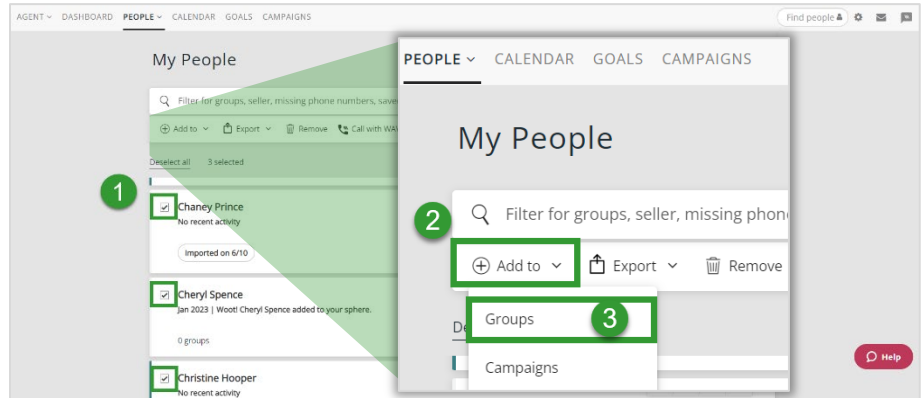 AGENT DASHBOARD PEOPLE CALENDAR GOALS CAMPAIGNS Find people
My People
Filter for groups, seller, missing phone numbers, save
Add to Export Remove Call with
Deselect all 3 selected
1
Chaney Prince
No recent activity
Imported on 6/10
Cheryl Spence
Jan 2023 | Woot! Cheryl Spence added to your sphere.
0 groups
Christine Hooper
No recent activity
PEOPLE CALENDAR GOALS CAMPAIGNS
My People
2
Filter for groups, seller, missing phon
Add to Export Remove
De
Groups 3
Campaigns
Help